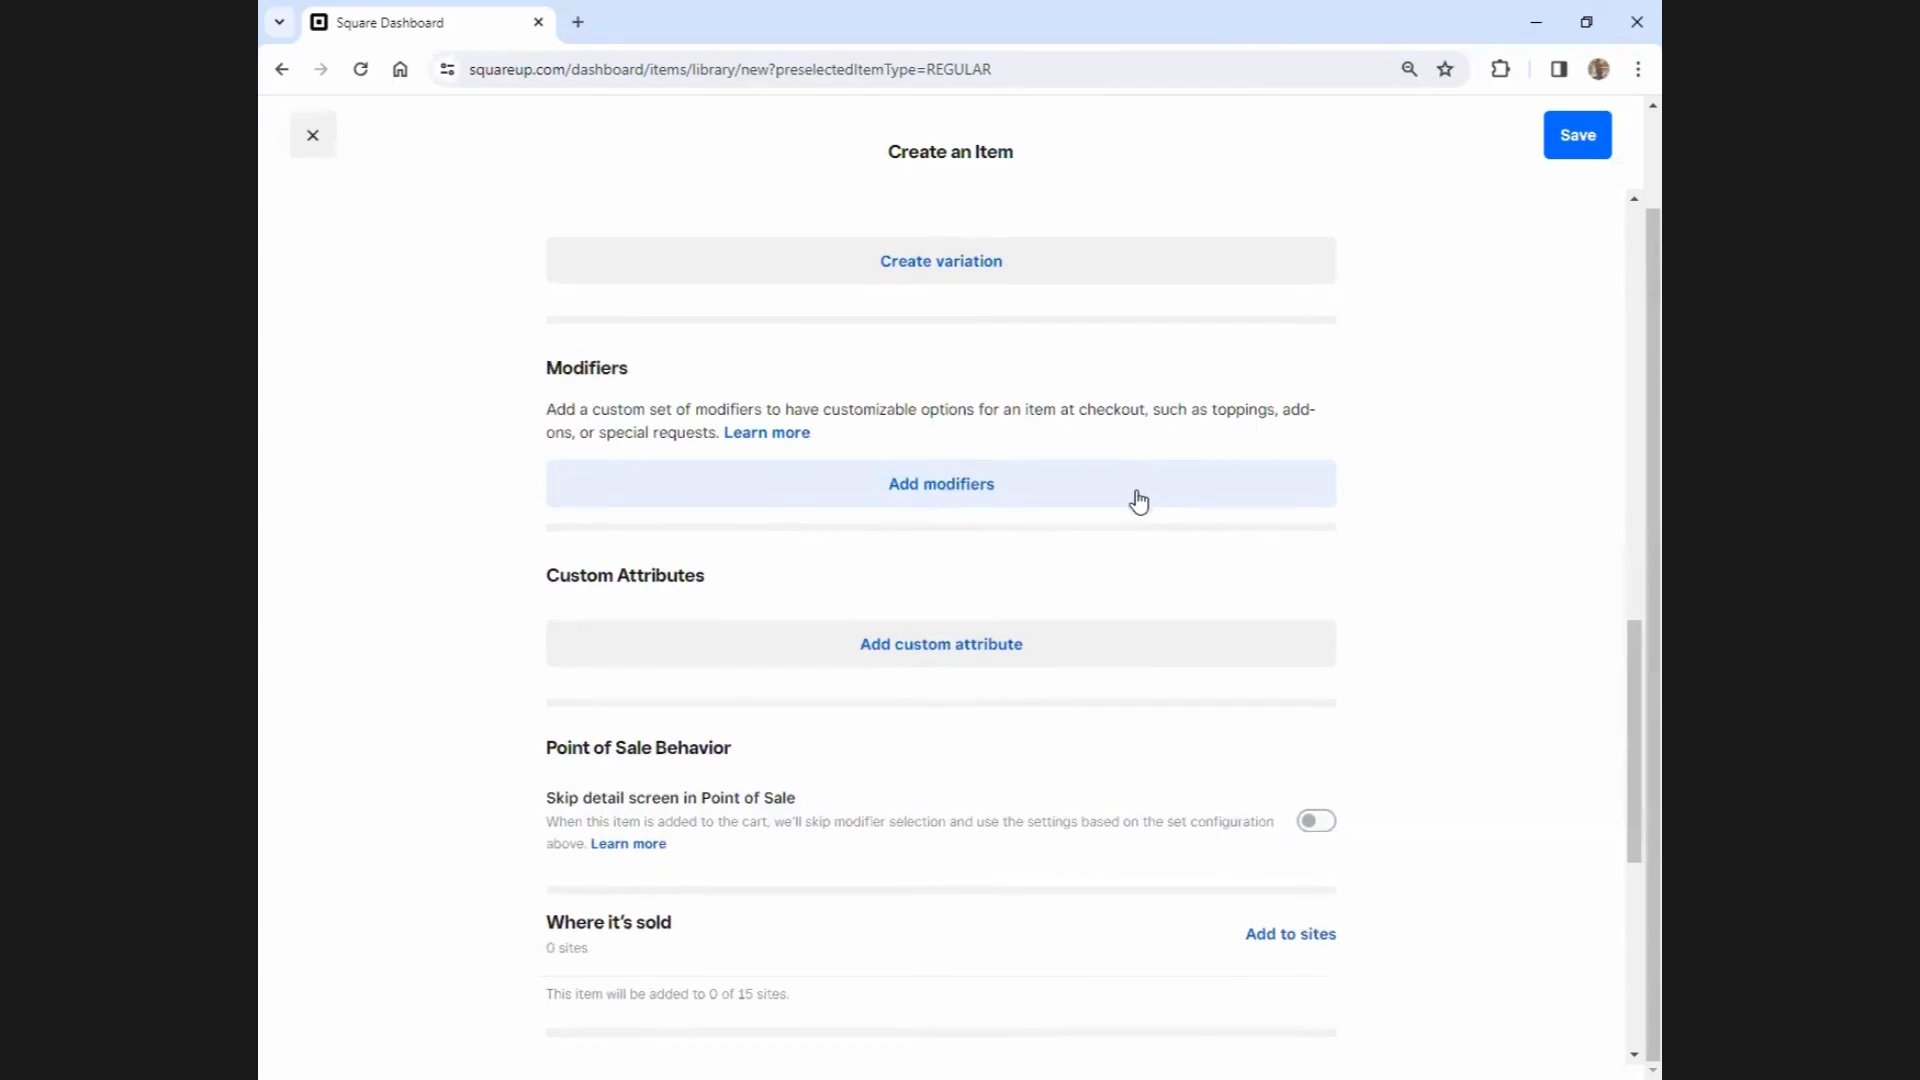 Square Dashboard
squareup.com/dashboard/items/library/new?preselectedItemType=REGULAR
Create an Item
Save
Create variation
Modifiers
Add a custom set of modifiers to have customizable options for an item at checkout, such as toppings, add-
ons, or special requests. Learn more
Add modifiers
Custom Attributes
Add custom attribute
Point of Sale Behavior
Skip detail screen in Point of Sale
When this item is added to the cart, we'll skip modifier selection and use the settings based on the set configuration
above. Learn more
Where it's sold
0 sites
Add to sites
This item will be added to 0 of 15 sites.